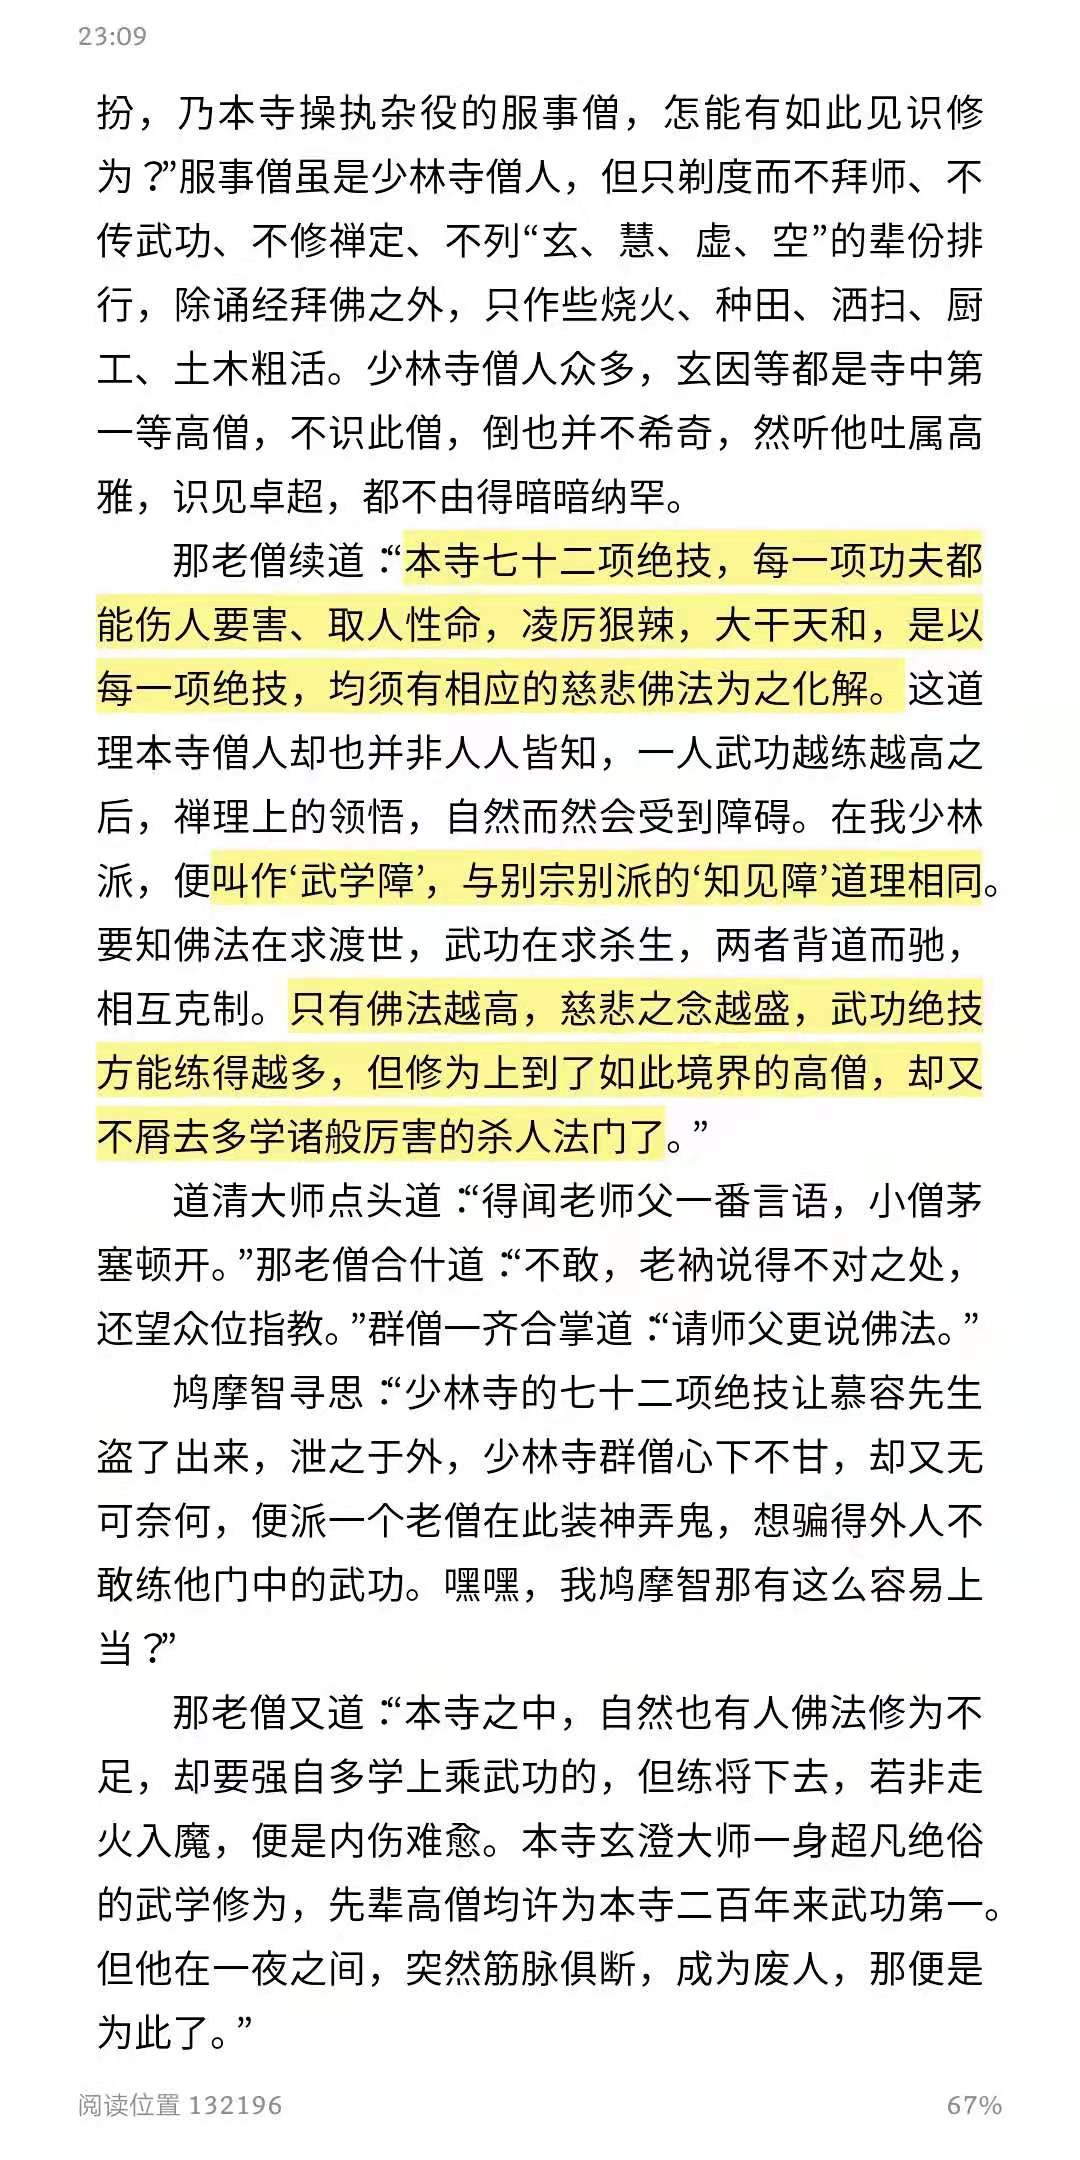 23:09
扮，乃本寺操执杂役的服事僧，怎能有如此见识修
为？”服事僧虽是少林寺僧人，但只剃度而不拜师、不
传武功、不修禅定、不列“玄、慧、虚、空”的辈份排
行，除诵经拜佛之外，只作些烧火、种田、洒扫、厨
工、土木粗活。少林寺僧人众多，玄因等都是寺中第
一等高僧，不识此僧，倒也并不希奇，然听他吐属高
雅，识见卓超，都不由得暗暗纳罕。
那老僧续道：“本寺七十二项绝技，每一项功夫都
能伤人要害、取人性命，凌厉狠辣，大干天和，是以
每一项绝技，均须有相应的慈悲佛法为之化解。这道
理本寺僧人却也并非人人皆知，一人武功越练越高之
后，禅理上的领悟，自然而然会受到障碍。在我少林
派，便叫作‘武学障’，与别宗别派的‘知见障’道理相同。
要知佛法在求渡世，武功在求杀生，两者背道而驰，
相互克制。只有佛法越高，慈悲之念越盛，武功绝技
方能练得越多，但修为上到了如此境界的高僧，却又
不屑去多学诸般厉害的杀人法门了。”
道清大师点头道：“得闻老师父一番言语，小僧茅
塞顿开。”那老僧合什道：“不敢，老衲说得不对之处，
还望众位指教。”群僧一齐合掌道：“请师父更说佛法。”
鸠摩智寻思：“少林寺的七十二项绝技让慕容先生
盗了出来，泄之于外，少林寺群僧心下不甘，却又无
可奈何，便派一个老僧在此装神弄鬼，想骗得外人不
敢练他门中的武功。嘿嘿，我鸠摩智那有这么容易上
当？”
那老僧又道：“本寺之中，自然也有人佛法修为不
足，却要强自多学上乘武功的，但练将下去，若非走
火入魔，便是内伤难愈。本寺玄澄大师一身超凡绝俗
的武学修为，先辈高僧均许为本寺二百年来武功第一。
但他在一夜之间，突然筋脉俱断，成为废人，那便是
为此了。”
阅读位置 132196
67%